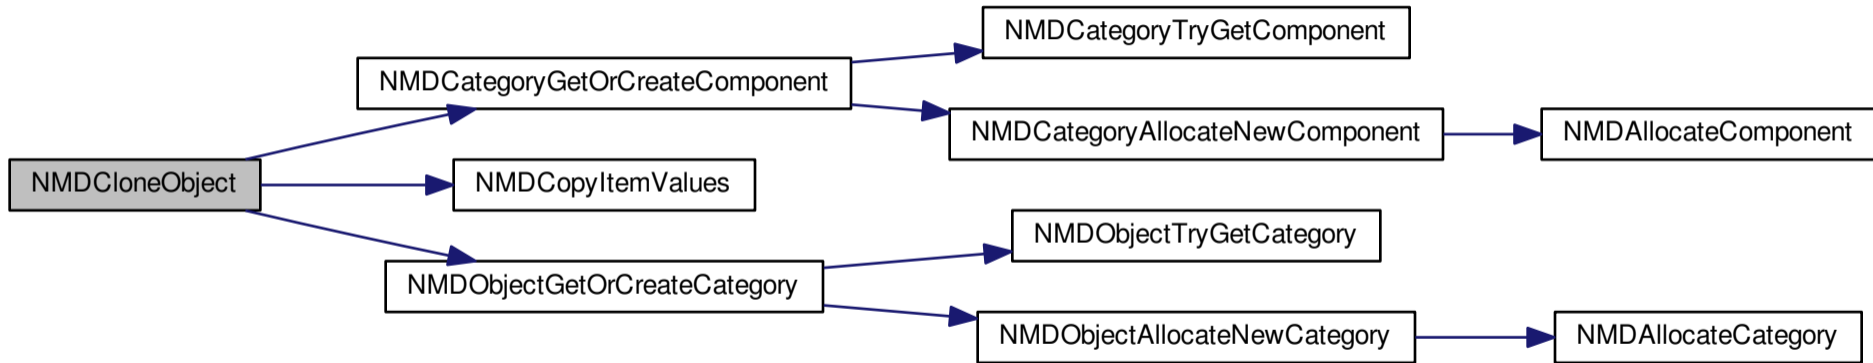 NMDCategoryTryGetComponent
NMDCategoryGetOrCreateComponent
NMDCategoryAllocateNewComponent
NMDAllocateComponent
NMDCloneObject
NMDCopyItemValues
NMDObjectTryGetCategory
NMDObjectGetOrCreateCategory
NMDObjectAllocateNewCategory
NMDAllocateCategory